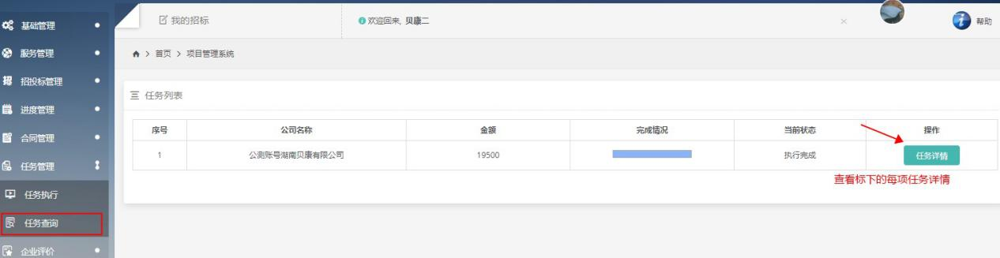 我的招标
欢迎回来, 贝康二
×
帮助
首页 > 项目管理系统
基础管理
服务管理
招投标管理
进度管理
合同管理
任务管理
任务执行
任务查询
企业评价
任务列表
序号 公司名称 金额 完成情况 当前状态 操作
1 公测账号湖南贝康有限公司 19500 执行完成 任务详情
查看标下的每项任务详情